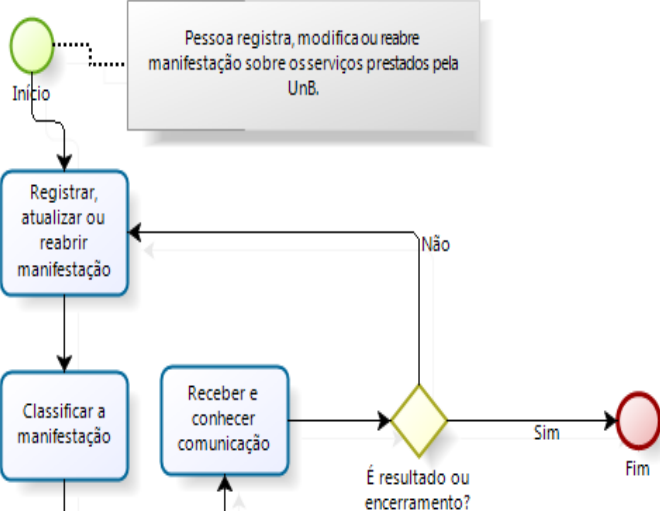 Pessoa registra, modifica ou reabre
manifestação sobre os serviços prestados pela
UnB.
Início
Registrar,
atualizar ou
reabrir
manifestação
Não
Classificar a
manifestação
Receber e
conhecer
comunicação
Sim
É resultado ou
encerramento?
Fim